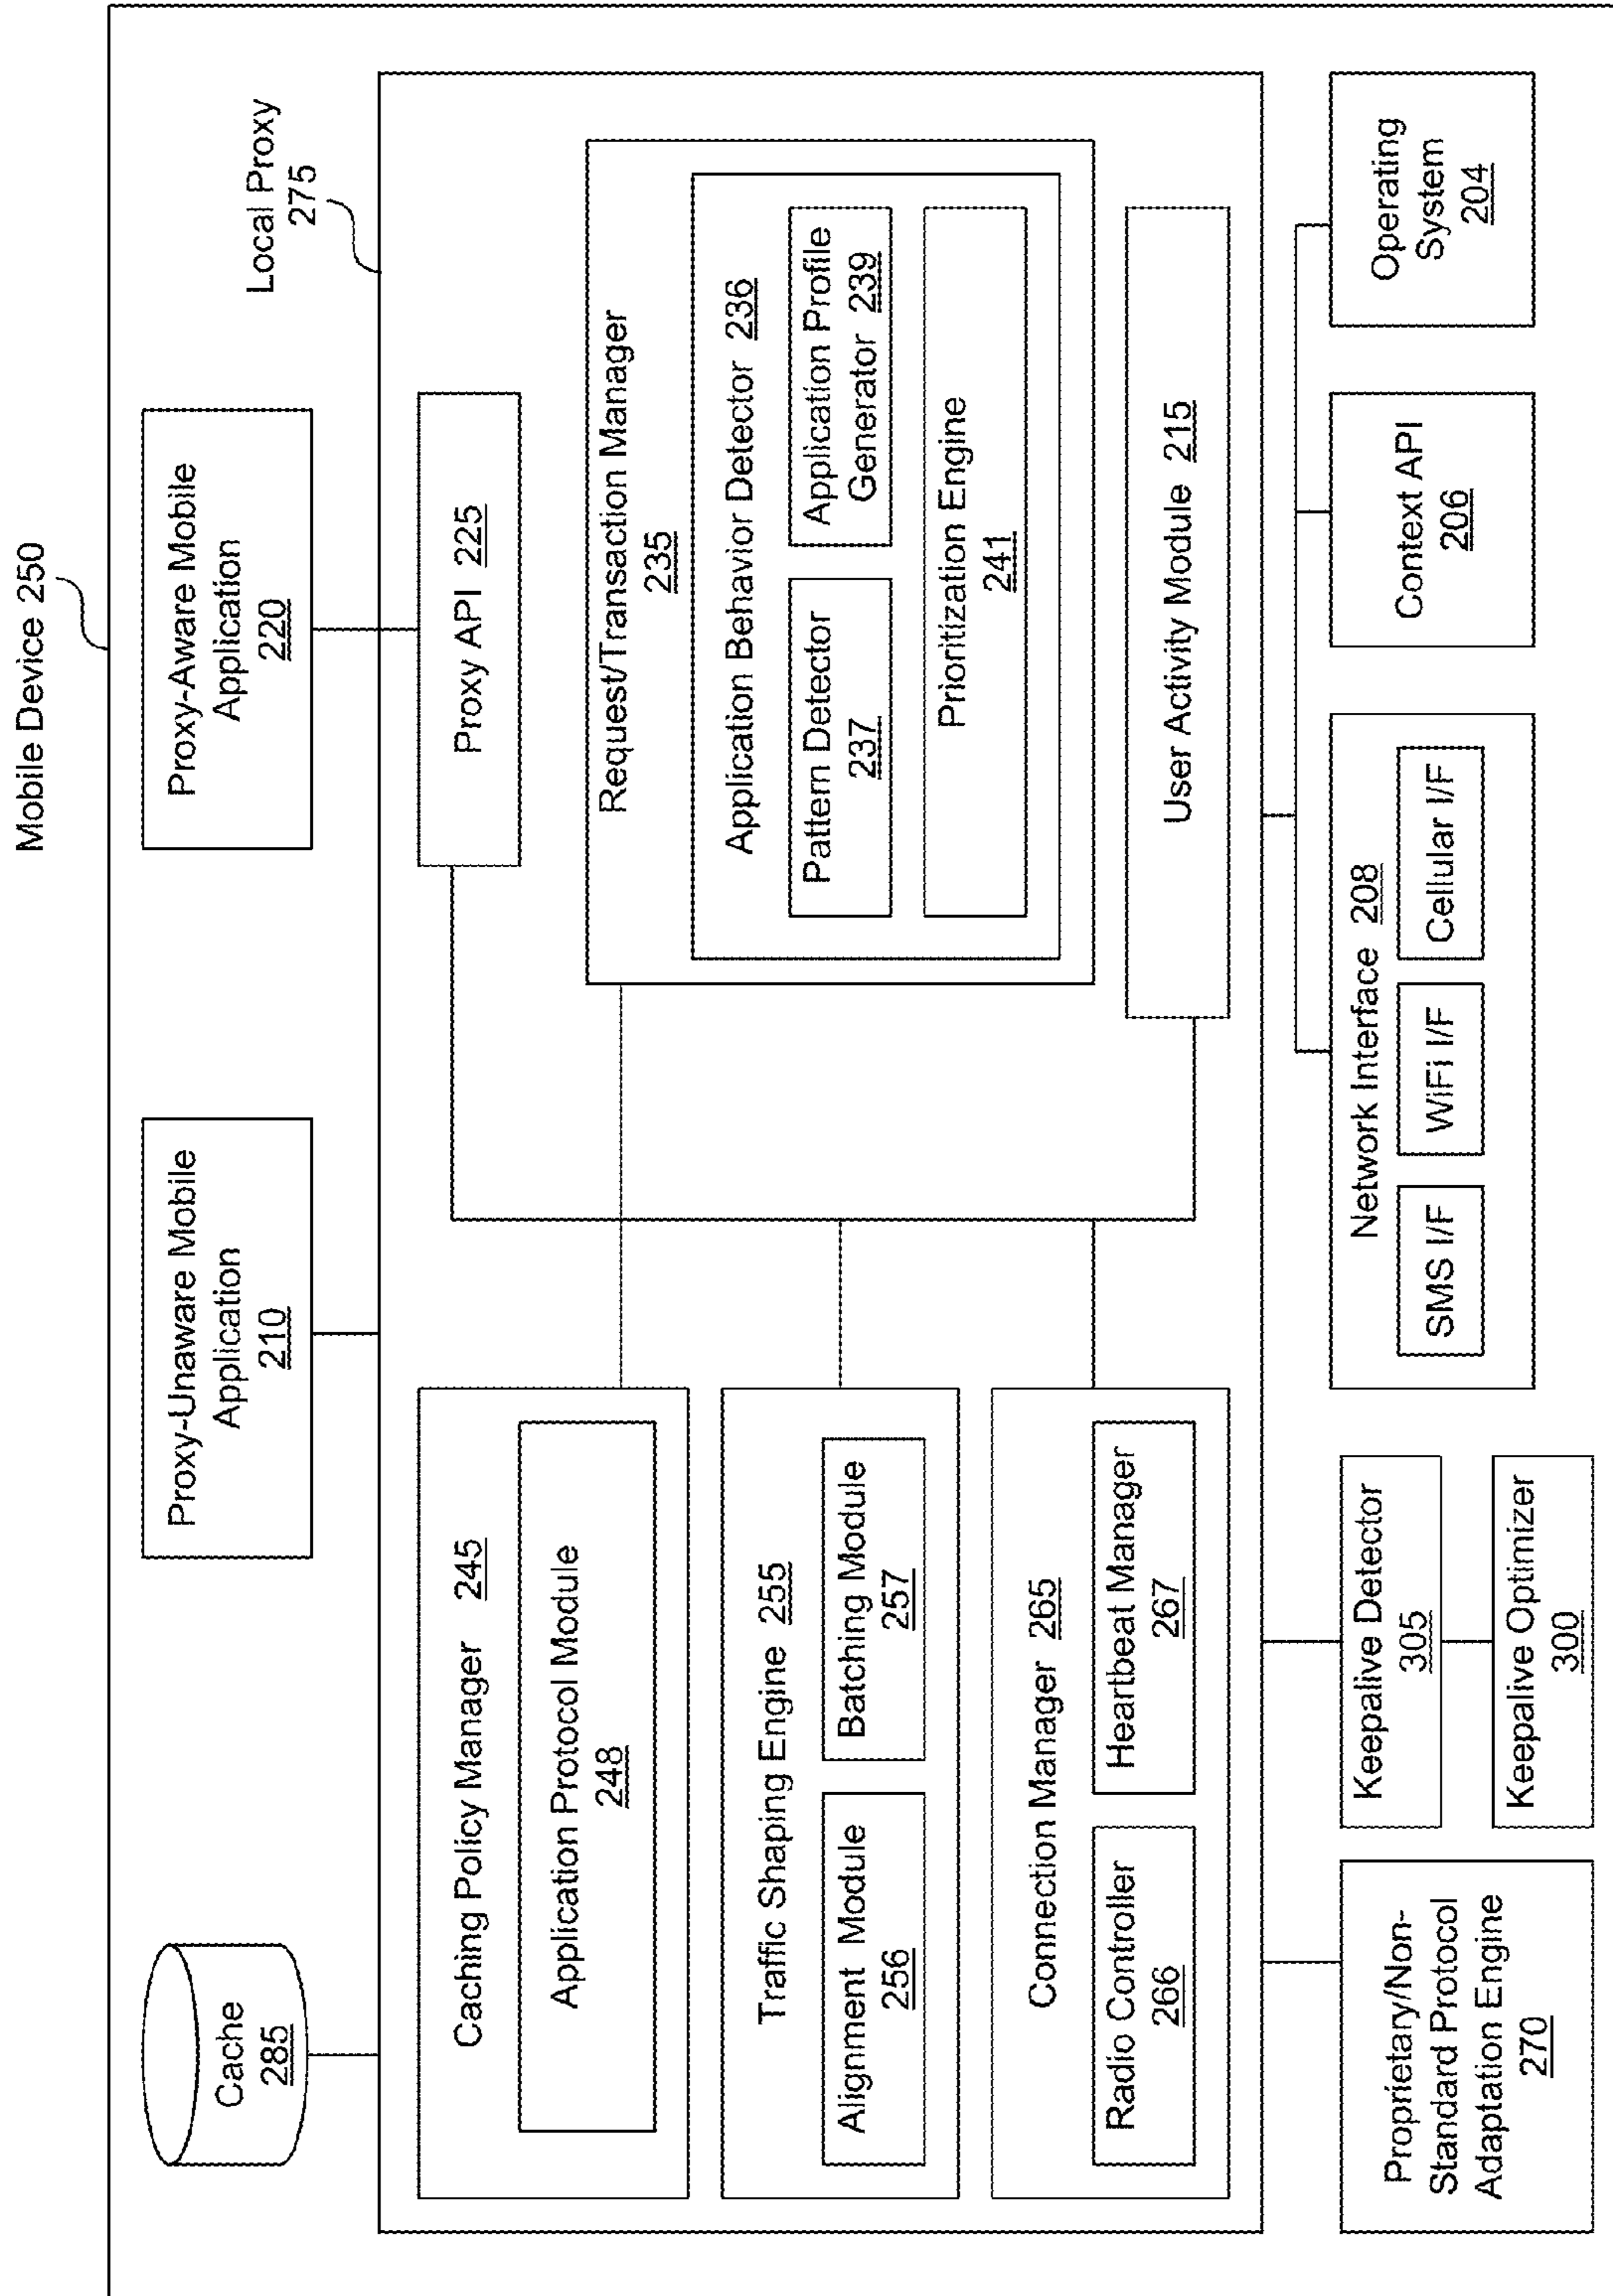 Mobile Device 250
Cache
285
Proxy-Unaware Mobile
Application
210
Proxy-Aware Mobile
Application
220
Local Proxy
275
Caching Policy Manager 245
Application Protocol Module
248
Proxy API 225
Traffic Shaping Engine 255
Alignment Module
256
Batching Module
257
Request/Transaction Manager
235
Application Behavior Detector 236
Pattern Detector
237
Application Profile
Generator 239
Prioritization Engine
241
Connection Manager 265
Radio Controller
266
Heartbeat Manager
267
User Activity Module 215
Proprietary/Non-
Standard Protocol
Adaptation Engine
270
Keepalive Detector
305
Keepalive Optimizer
300
Network Interface 208
SMS I/F
WiFi I/F
Cellular I/F
Context API
206
Operating
System
204